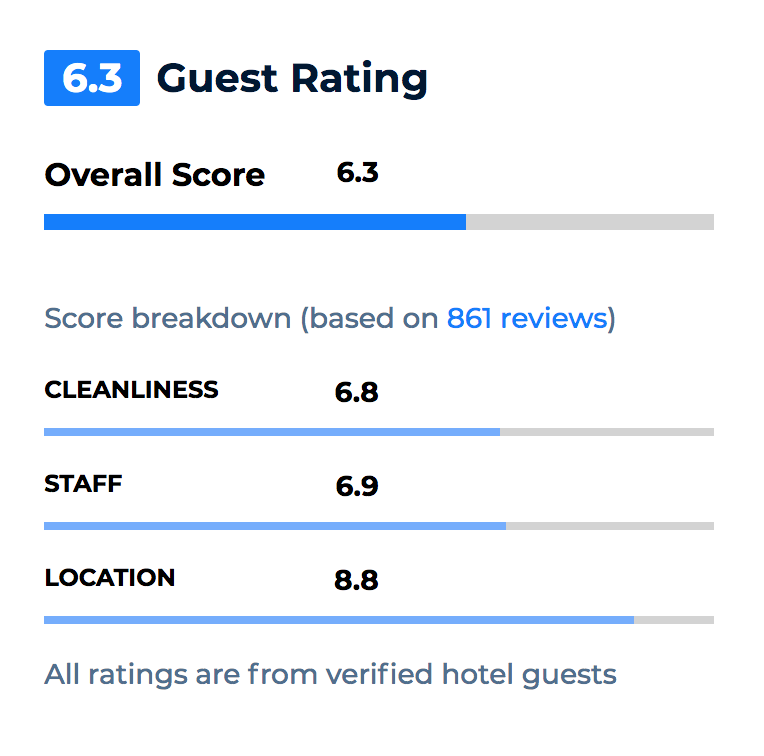 6.3 Guest Rating
Overall Score 6.3
Score breakdown (based on 861 reviews)
CLEANLINESS 6.8
STAFF 6.9
LOCATION 8.8
All ratings are from verified hotel guests